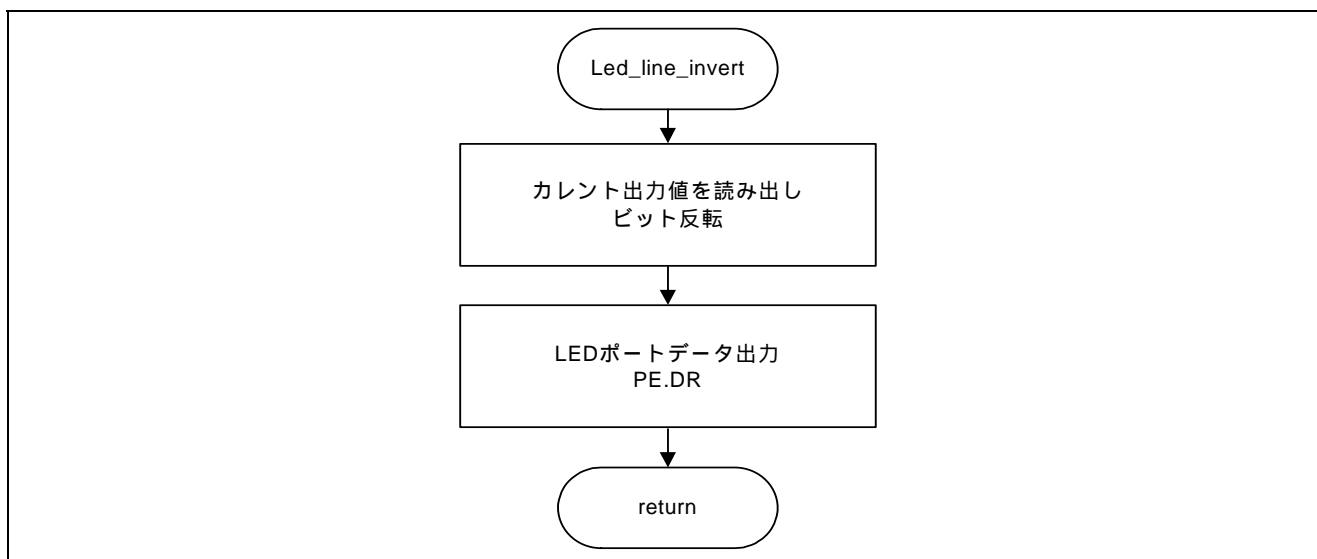 Led_line_invert
カレント出力値を読み出し
ビット反転
LEDポートデータ出力
PE.DR
return